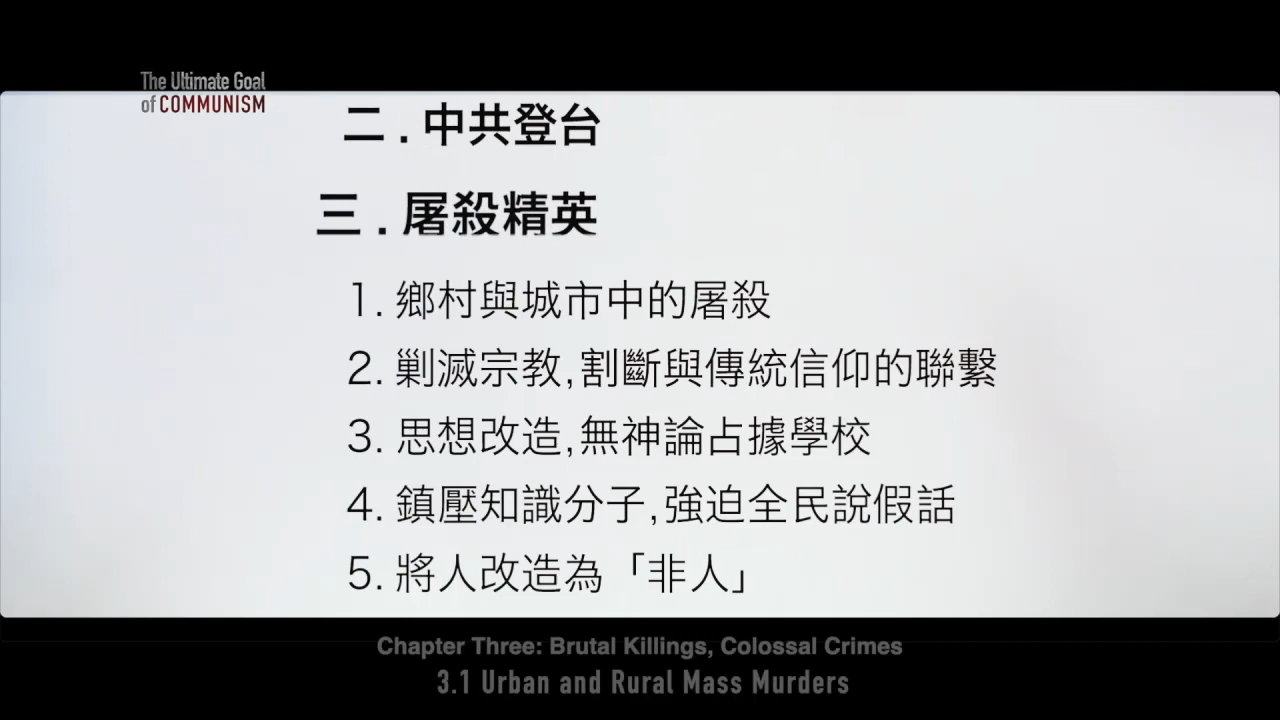 The Ultimate Goal
of COMMUNISM
二.中共登台
三.屠殺精英
1.鄉村與城市中的屠殺
2.剿滅宗教,割斷與傳統信仰的聯繫
3.思想改造,無神論占據學校
4.鎮壓知識分子,強迫全民說假話
5.將人改造為「非人」
Chapter Three: Brutal Killings, Colossal Crimes
3.1 Urban and Rural Mass Murders